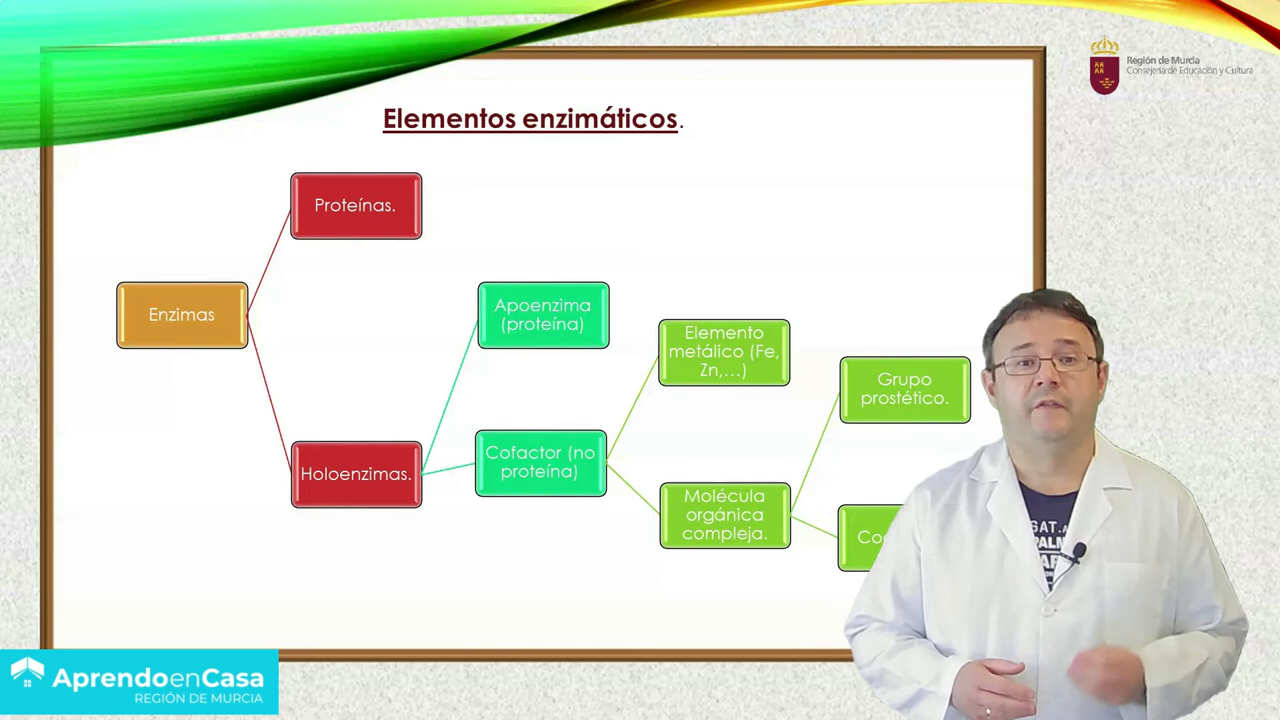 Región de Murcia
Consejería de Educación y Cultura
Elementos enzimáticos.
Proteínas.
Enzimas
Apoenzima
(proteína)
Elemento
metálico (Fe,
Zn,...)
Grupo
prostético.
Holoenzimas.
Cofactor (no
proteína)
Molécula
orgánica
compleja.
AprendoenCasa
REGIÓN DE MURCIA